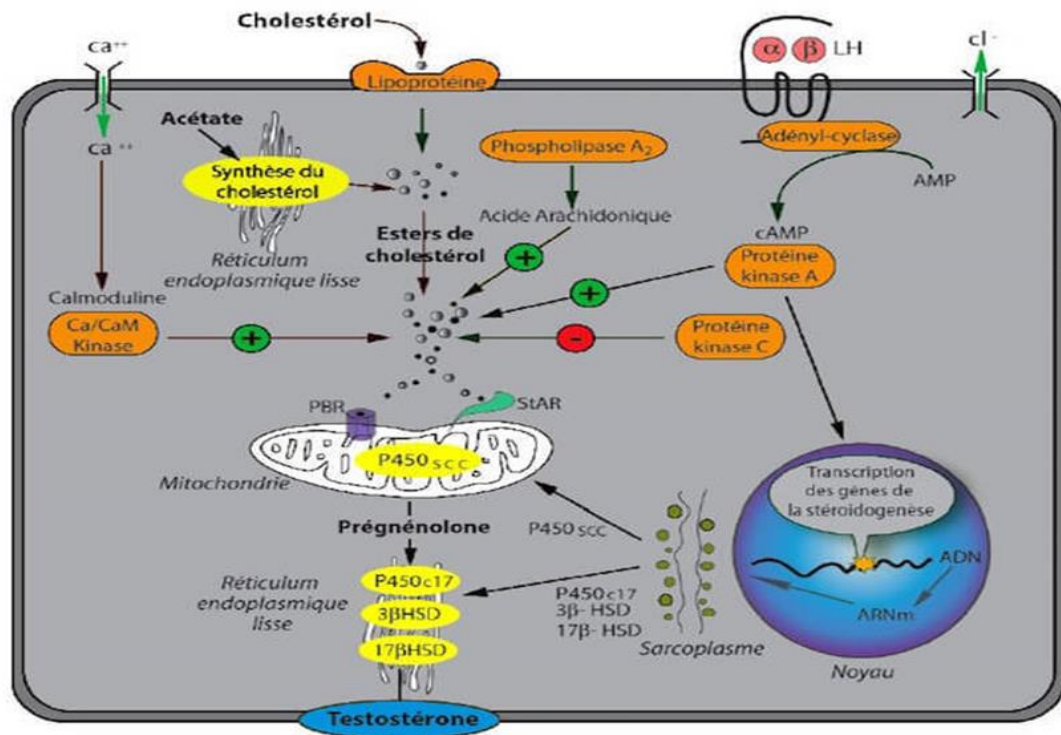 Cholestérol
ca++
Lipoprotéine
α β LH
cl -
Acétate
ca ++
Synthèse du
cholestérol
Phospholipase A2
Adényl-cyclase
AMP
Acide Arachidonique
cAMP
Esters de
cholestérol
Réticulum
endoplasmique lisse
+
Protéine
kinase A
+
Calmoduline
Ca/CaM
Kinase
+
-
Protéine
kinase C
PBR
StAR
P450 scc
Mitochondrie
Transcription
des gènes de
la stéroidogenèse
Prégnénolone
P450 scc
ADN
ARNm
Réticulum
endoplasmique
lisse
P450c17
3βHSD
17βHSD
P450c17
3β- HSD
17β- HSD
Sarcoplasme
Noyau
Testostérone